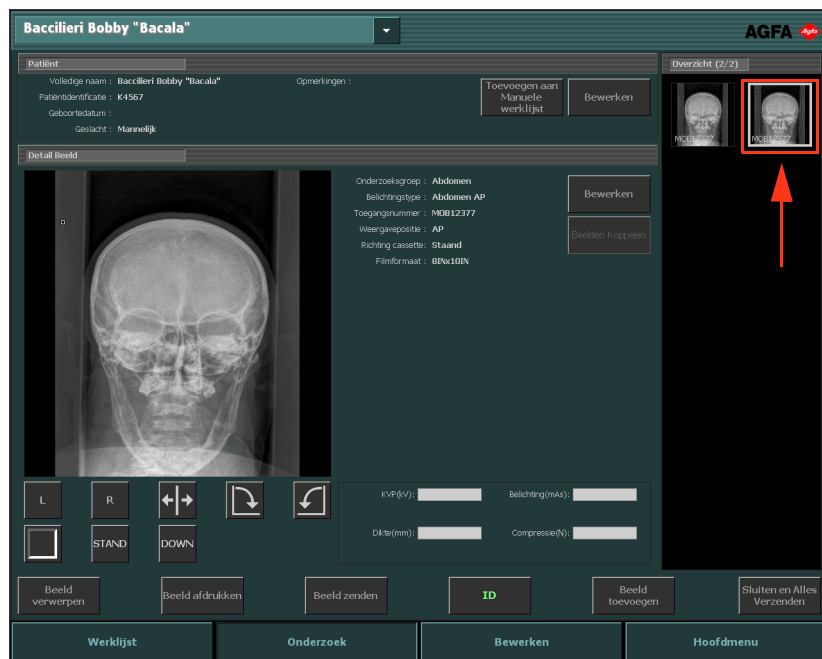 Baccilieri Bobby "Bacala"
AGFA Agfa
Patiënt
Volledige naam : Baccilieri Bobby "Bacala"
Opmerkingen :
Patiëntidentificatie : K4567
Geboortedatum :
Geslacht : Mannelijk
Toevoegen aan
Manuele
werklijst
Bewerken
Overzicht (2/2)
MOB12377
MOB12377
Detail Beeld
Onderzoeksgroep : Abdomen
Belichtingstype : Abdomen AP
Toegangsnummer : MOB12377
Weergavepositie : AP
Richting cassette: Staand
Filmformaat : 8INx10IN
Bewerken
Beelden Koppelen
L
R
STAND
DOWN
KVP(kV):
Belichting(mAs):
Dikte(mm):
Compressie(N):
Beeld
verwerpen
Beeld afdrukken
Beeld zenden
ID
Beeld
toevoegen
Sluiten en Alles
Verzenden
Werklijst
Onderzoek
Bewerken
Hoofdmenu